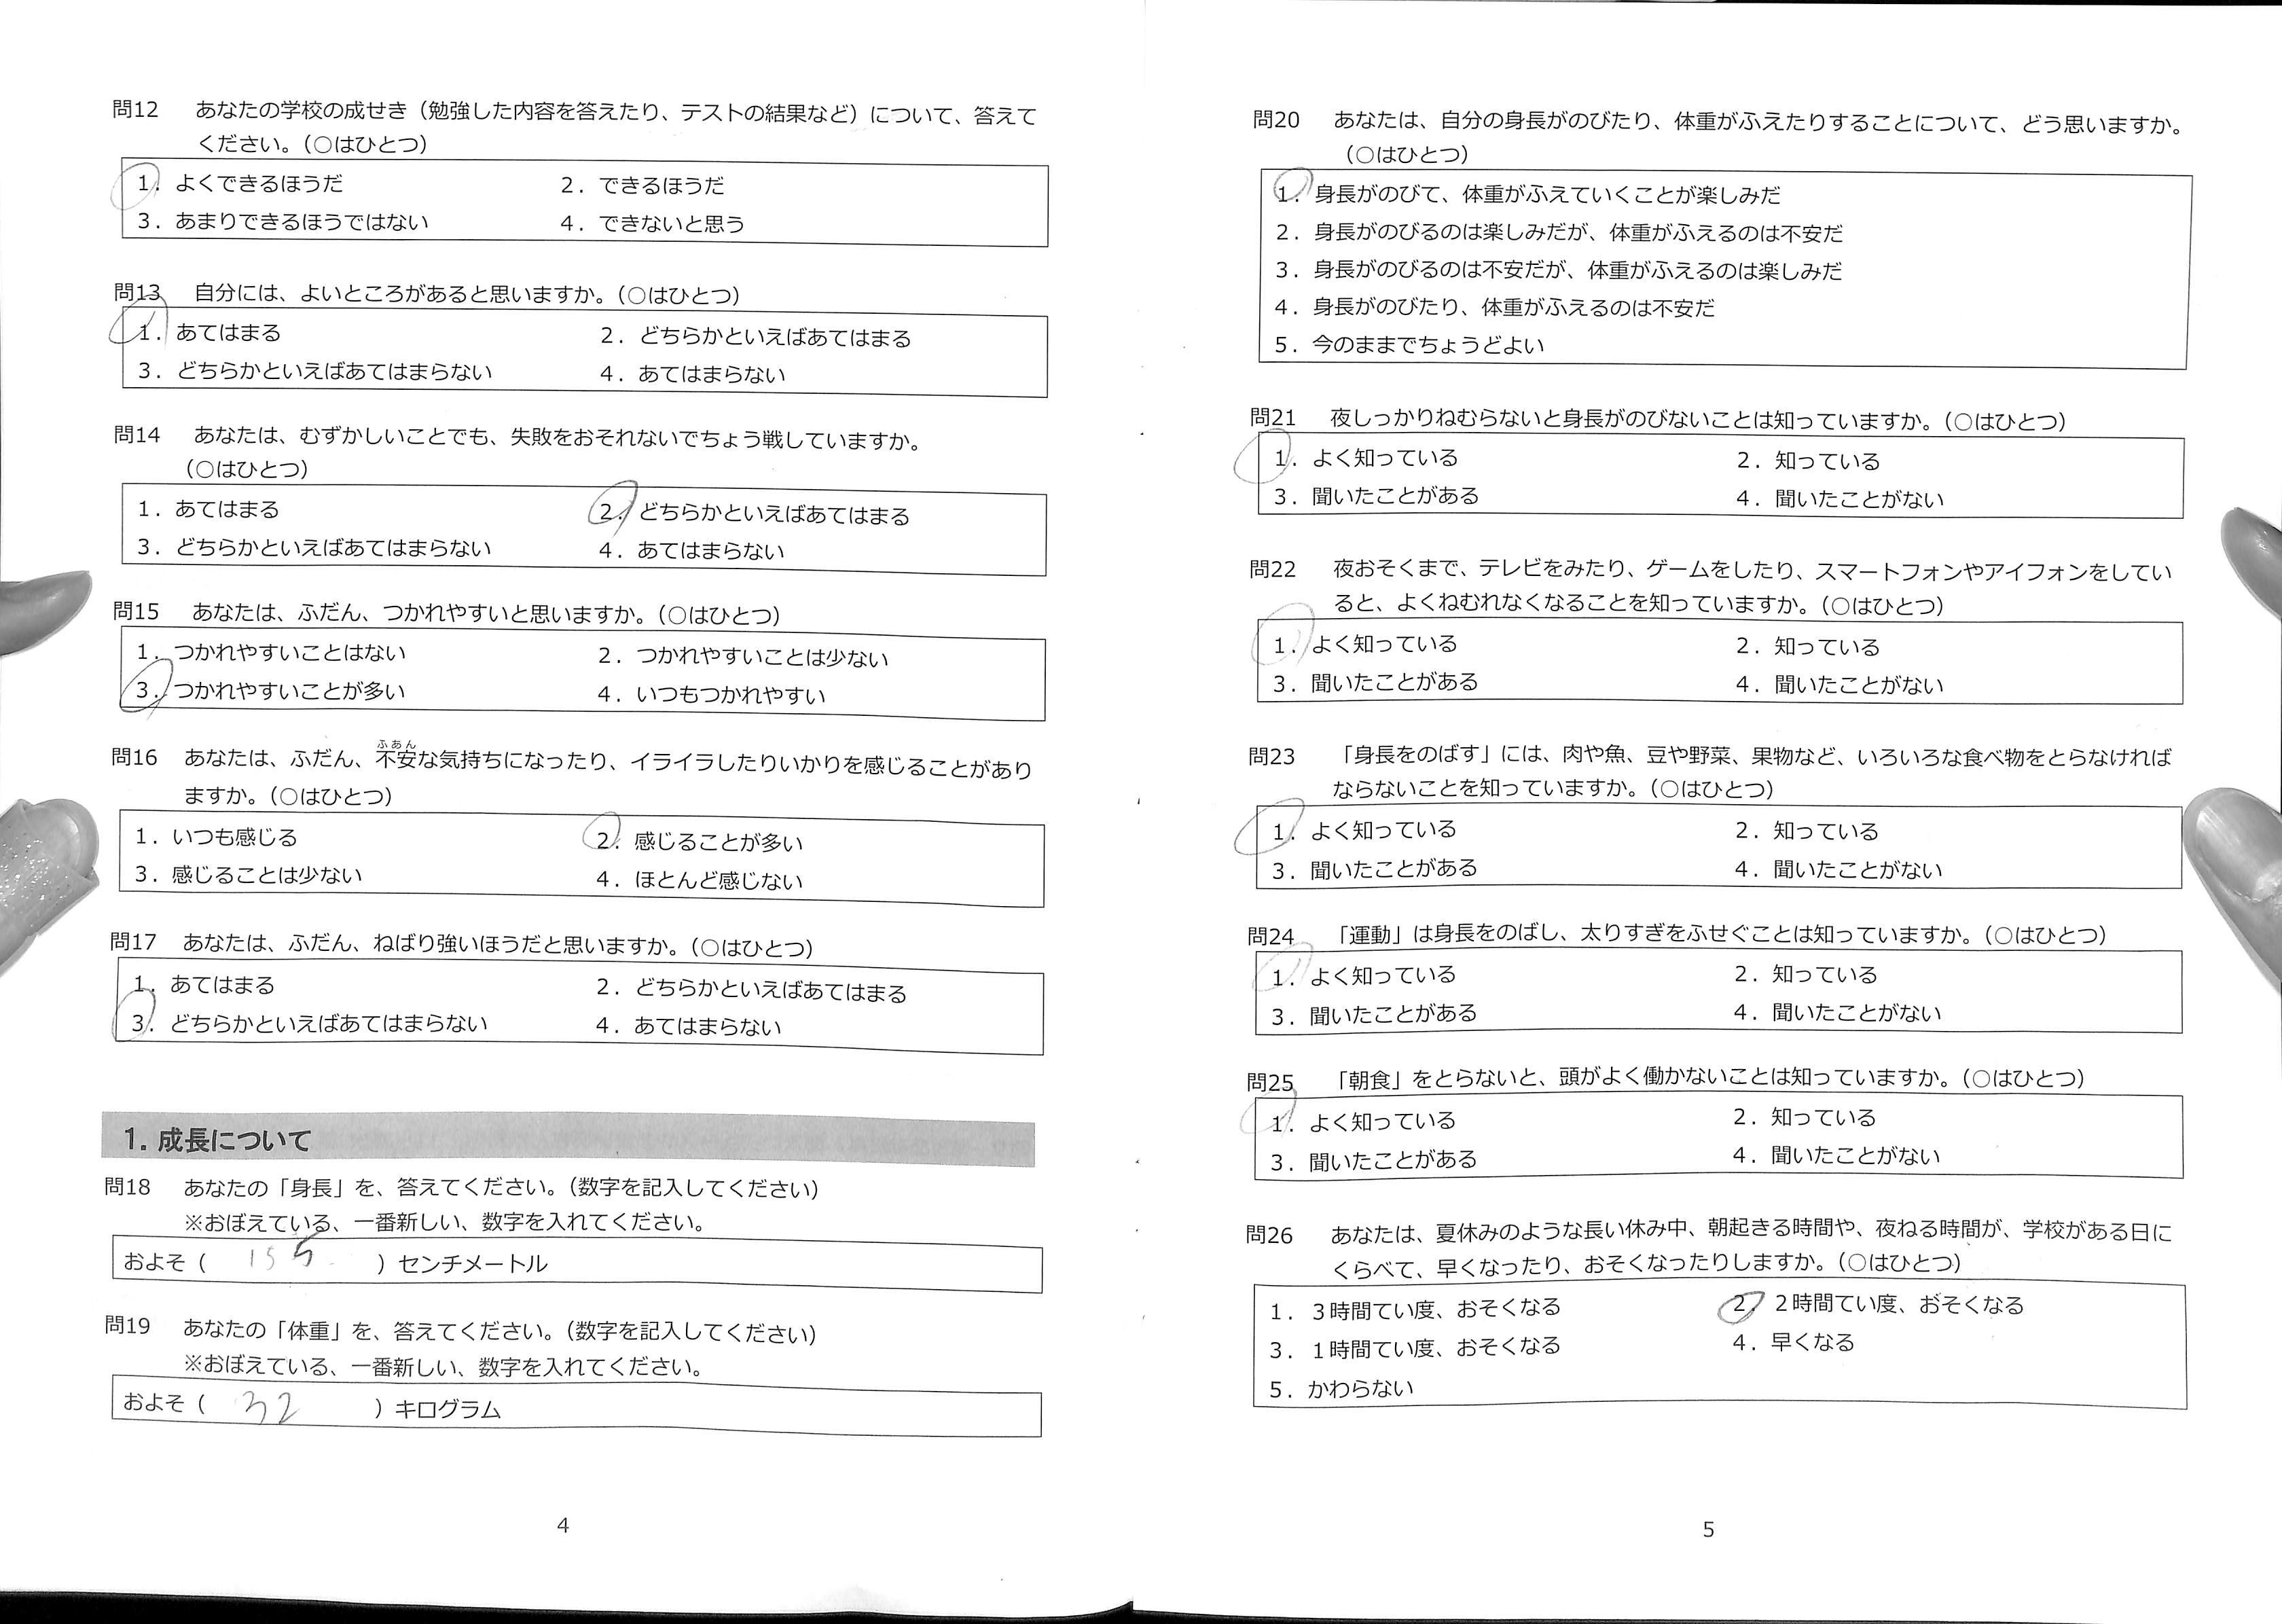 問12 あなたの学校の成せき（勉強した内容を答えたり、テストの結果など）について、答えて
ください。（○はひとつ）
1．よくできるほうだ 2．できるほうだ
3．あまりできるほうではない 4．できないと思う
問13 自分には、よいところがあると思いますか。（○はひとつ）
1．あてはまる 2．どちらかといえばあてはまる
3．どちらかといえばあてはまらない 4．あてはまらない
問14 あなたは、むずかしいことでも、失敗をおそれないでちょう戦していますか。
（○はひとつ）
1．あてはまる 2．どちらかといえばあてはまる
3．どちらかといえばあてはまらない 4．あてはまらない
問15 あなたは、ふだん、つかれやすいと思いますか。（○はひとつ）
1．つかれやすいことはない 2．つかれやすいことは少ない
3．つかれやすいことが多い 4．いつもつかれやすい
ふあん
問16 あなたは、ふだん、不安な気持ちになったり、イライラしたりいかりを感じることがあり
ますか。（○はひとつ）
1．いつも感じる 2．感じることが多い
3．感じることは少ない 4．ほとんど感じない
問17 あなたは、ふだん、ねばり強いほうだと思いますか。（○はひとつ）
1．あてはまる 2．どちらかといえばあてはまる
3．どちらかといえばあてはまらない 4．あてはまらない
1．成長について
問18 あなたの「身長」を、答えてください。（数字を記入してください）
※おぼえている、一番新しい、数字を入れてください。
およそ（ 155 ）センチメートル
問19 あなたの「体重」を、答えてください。（数字を記入してください）
※おぼえている、一番新しい、数字を入れてください。
およそ（ 32 ）キログラム
4
問20 あなたは、自分の身長がのびたり、体重がふえたりすることについて、どう思いますか。
（○はひとつ）
1．身長がのびて、体重がふえていくことが楽しみだ
2．身長がのびるのは楽しみだが、体重がふえるのは不安だ
3．身長がのびるのは不安だが、体重がふえるのは楽しみだ
4．身長がのびたり、体重がふえるのは不安だ
5．今のままでちょうどよい
問21 夜しっかりねむらないと身長がのびないことは知っていますか。（○はひとつ）
1．よく知っている 2．知っている
3．聞いたことがある 4．聞いたことがない
問22 夜おそくまで、テレビをみたり、ゲームをしたり、スマートフォンやアイフォンをしてい
ると、よくねむれなくなることを知っていますか。（○はひとつ）
1．よく知っている 2．知っている
3．聞いたことがある 4．聞いたことがない
問23 「身長をのばす」には、肉や魚、豆や野菜、果物など、いろいろな食べ物をとらなければ
ならないことを知っていますか。（○はひとつ）
1．よく知っている 2．知っている
3．聞いたことがある 4．聞いたことがない
問24 「運動」は身長をのばし、太りすぎをふせぐことは知っていますか。（○はひとつ）
1．よく知っている 2．知っている
3．聞いたことがある 4．聞いたことがない
問25 「朝食」をとらないと、頭がよく働かないことは知っていますか。（○はひとつ）
1．よく知っている 2．知っている
3．聞いたことがある 4．聞いたことがない
問26 あなたは、夏休みのような長い休み中、朝起きる時間や、夜ねる時間が、学校がある日に
くらべて、早くなったり、おそくなったりしますか。（○はひとつ）
1．３時間てい度、おそくなる 2．２時間てい度、おそくなる
3．１時間てい度、おそくなる 4．早くなる
5．かわらない
5